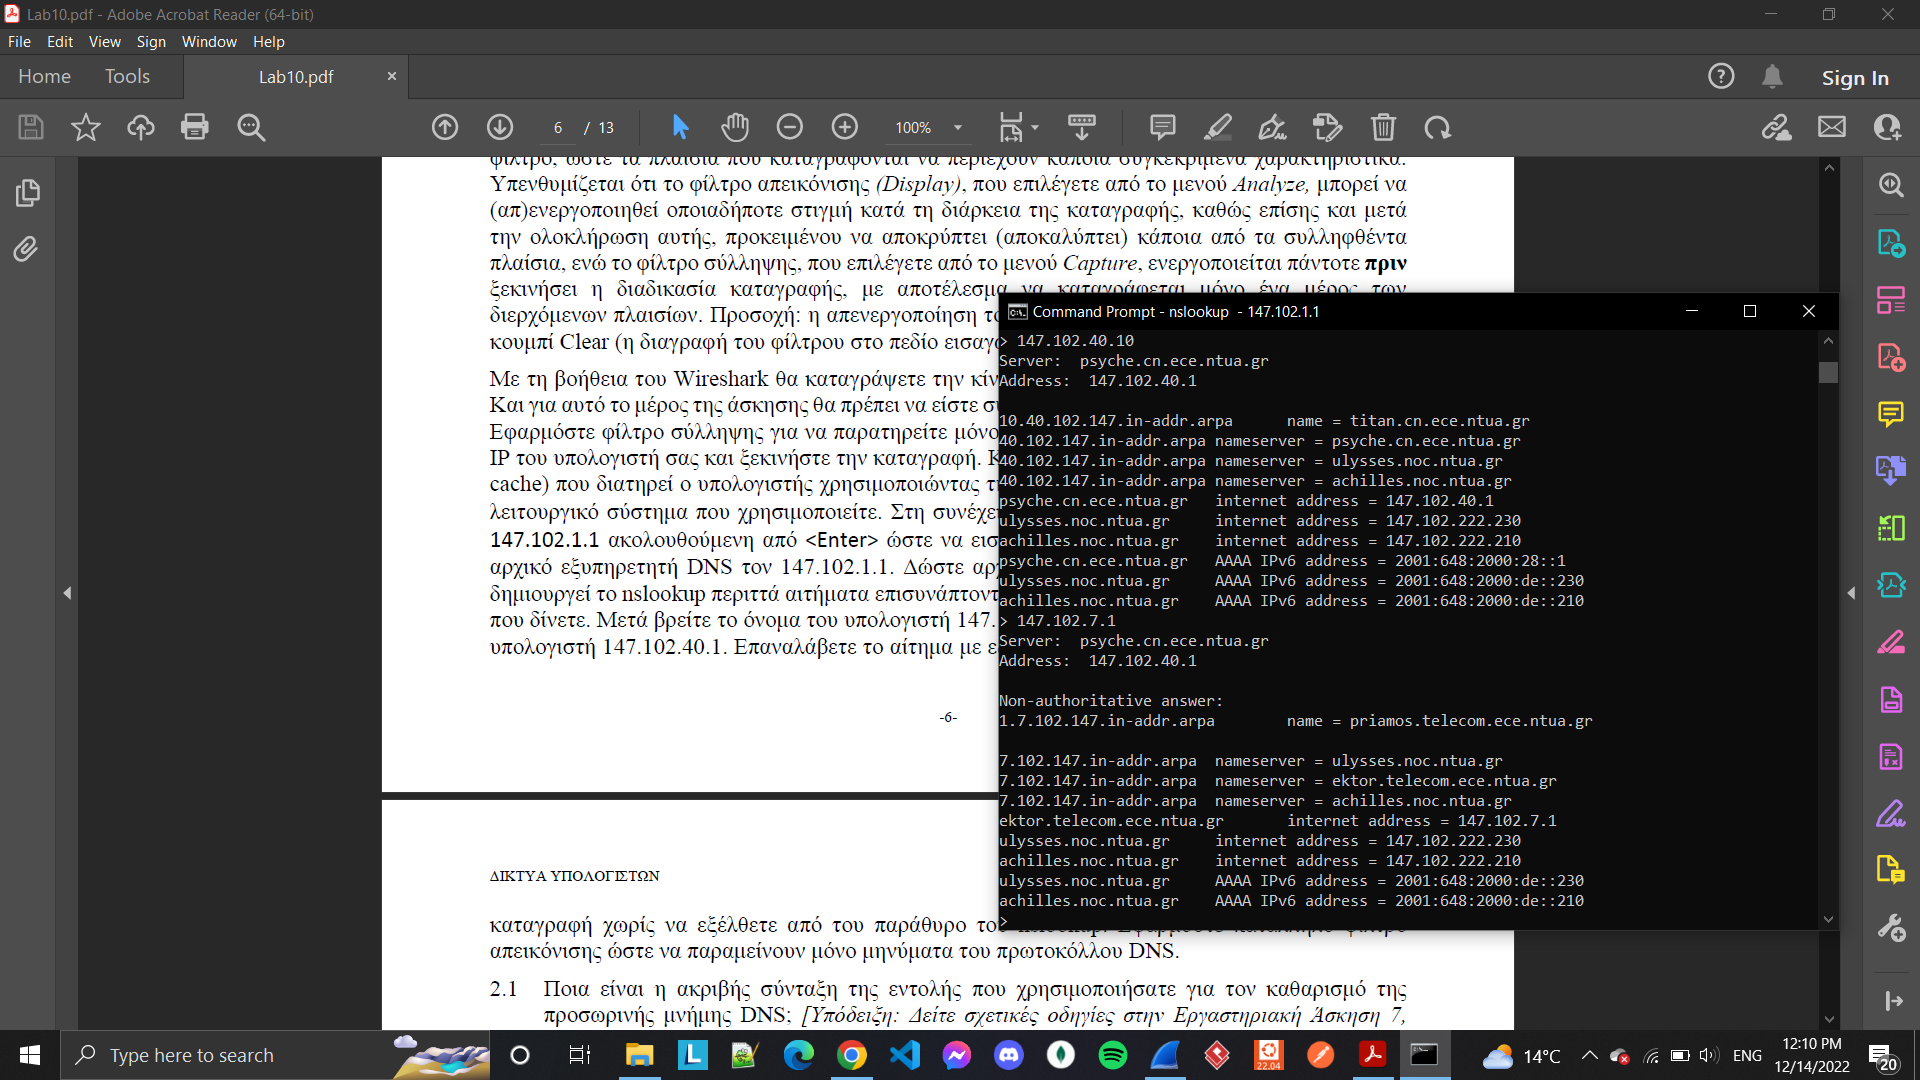 Lab10.pdf - Adobe Acrobat Reader (64-bit)
File Edit View Sign Window Help
Home Tools Lab10.pdf × Sign In
6 / 13 100%
φίλτρο, ώστε τα πλαίσια που καταγράφονται να περιέχουν κάποια συγκεκριμένα χαρακτηριστικά.
Υπενθυμίζεται ότι το φίλτρο απεικόνισης (Display), που επιλέγετε από το μενού Analyze, μπορεί να
(απ)ενεργοποιηθεί οποιαδήποτε στιγμή κατά τη διάρκεια της καταγραφής, καθώς επίσης και μετά
την ολοκλήρωση αυτής, προκειμένου να αποκρύπτει (αποκαλύπτει) κάποια από τα συλληφθέντα
πλαίσια, ενώ το φίλτρο σύλληψης, που επιλέγετε από το μενού Capture, ενεργοποιείται πάντοτε πριν
ξεκινήσει η διαδικασία καταγραφής, με αποτέλεσμα να καταγράφεται μόνο ένα μέρος των
διερχόμενων πλαισίων. Προσοχή: η απενεργοποίηση
κουμπί Clear (η διαγραφή του φίλτρου στο πεδίο
Με τη βοήθεια του Wireshark θα καταγράψετε την
Και για αυτό το μέρος της άσκησης θα πρέπει να είστε
Εφαρμόστε φίλτρο σύλληψης για να παρατηρείτε μόνο
IP του υπολογιστή σας και ξεκινήστε την καταγραφή.
cache) που διατηρεί ο υπολογιστής χρησιμοποιώντας
λειτουργικό σύστημα που χρησιμοποιείτε. Στη
147.102.1.1 ακολουθούμενη από <Enter> ώστε να
αρχικό εξυπηρετητή DNS τον 147.102.1.1. Δώστε
δημιουργεί το nslookup περιττά αιτήματα
που δίνετε. Μετά βρείτε το όνομα του υπολογιστή 147.
υπολογιστή 147.102.40.1. Επαναλάβετε το αίτημα με
-6-
ΔΙΚΤΥΑ ΥΠΟΛΟΓΙΣΤΩΝ
καταγραφή χωρίς να εξέλθετε από του παράθυρο
απεικόνισης ώστε να παραμείνουν μόνο μηνύματα του πρωτοκόλλου DNS.
2.1 Ποια είναι η ακριβής σύνταξη της εντολής που χρησιμοποιήσατε για τον καθαρισμό της
προσωρινής μνήμης DNS; [Υπόδειξη: Δείτε σχετικές οδηγίες στην Εργαστηριακή Άσκηση 7,
Command Prompt - nslookup - 147.102.1.1
> 147.102.40.10
Server: psyche.cn.ece.ntua.gr
Address: 147.102.40.1
10.40.102.147.in-addr.arpa name = titan.cn.ece.ntua.gr
40.102.147.in-addr.arpa nameserver = psyche.cn.ece.ntua.gr
40.102.147.in-addr.arpa nameserver = ulysses.noc.ntua.gr
40.102.147.in-addr.arpa nameserver = achilles.noc.ntua.gr
psyche.cn.ece.ntua.gr internet address = 147.102.40.1
ulysses.noc.ntua.gr internet address = 147.102.222.230
achilles.noc.ntua.gr internet address = 147.102.222.210
psyche.cn.ece.ntua.gr AAAA IPv6 address = 2001:648:2000:28::1
ulysses.noc.ntua.gr AAAA IPv6 address = 2001:648:2000:de::230
achilles.noc.ntua.gr AAAA IPv6 address = 2001:648:2000:de::210
> 147.102.7.1
Server: psyche.cn.ece.ntua.gr
Address: 147.102.40.1
Non-authoritative answer:
1.7.102.147.in-addr.arpa name = priamos.telecom.ece.ntua.gr
7.102.147.in-addr.arpa nameserver = ulysses.noc.ntua.gr
7.102.147.in-addr.arpa nameserver = ektor.telecom.ece.ntua.gr
7.102.147.in-addr.arpa nameserver = achilles.noc.ntua.gr
ektor.telecom.ece.ntua.gr internet address = 147.102.7.1
ulysses.noc.ntua.gr internet address = 147.102.222.230
achilles.noc.ntua.gr internet address = 147.102.222.210
ulysses.noc.ntua.gr AAAA IPv6 address = 2001:648:2000:de::230
achilles.noc.ntua.gr AAAA IPv6 address = 2001:648:2000:de::210
>
Type here to search
22.04
14°C
ENG
12:10 PM
12/14/2022
20